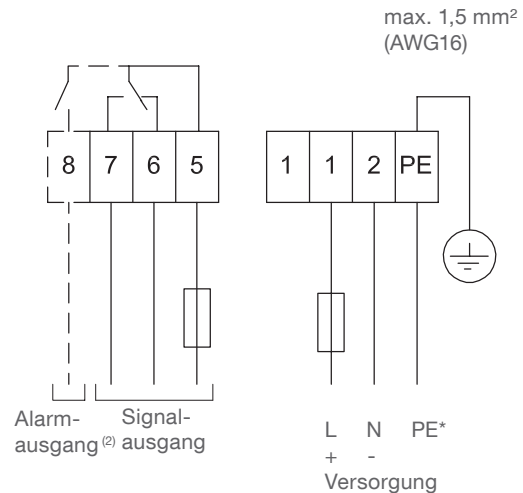 max. 1,5 mm²
(AWG16)
8 7 6 5 1 1 2 PE
Alarm-
ausgang (2)
Signal-
ausgang
L N PE*
+ -
Versorgung